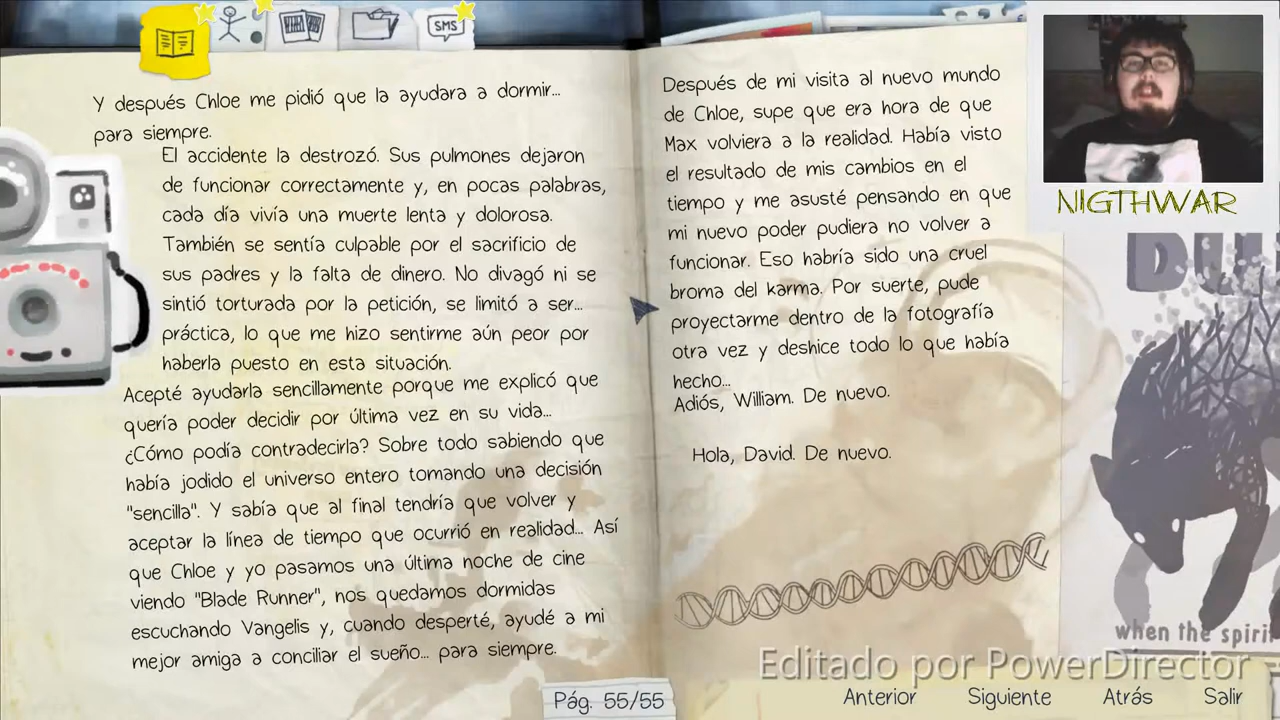 SMS
Y después Chloe me pidió que la ayudara a dormir...
para siempre.
El accidente la destrozó. Sus pulmones dejaron
de funcionar correctamente y, en pocas palabras,
cada día vivía una muerte lenta y dolorosa.
También se sentía culpable por el sacrificio de
sus padres y la falta de dinero. No divagó ni se
sintió torturada por la petición, se limitó a ser...
práctica, lo que me hizo sentirme aún peor por
haberla puesto en esta situación.
Acepté ayudarla sencillamente porque me explicó que
quería poder decidir por última vez en su vida...
¿Cómo podía contradecirla? Sobre todo sabiendo que
había jodido el universo entero tomando una decisión
"sencilla". Y sabía que al final tendría que volver y
aceptar la línea de tiempo que ocurrió en realidad... Así
que Chloe y yo pasamos una última noche de cine
viendo "Blade Runner", nos quedamos dormidas
escuchando Vangelis y, cuando desperté, ayudé a mi
mejor amiga a conciliar el sueño... para siempre.
Después de mi visita al nuevo mundo
de Chloe, supe que era hora de que
Max volviera a la realidad. Había visto
el resultado de mis cambios en el
tiempo y me asusté pensando en que
mi nuevo poder pudiera no volver a
funcionar. Eso habría sido una cruel
broma del karma. Por suerte, pude
proyectarme dentro de la fotografía
otra vez y deshice todo lo que había
hecho...
Adiós, William. De nuevo.
Hola, David. De nuevo.
NIGTHWAR
when the spiri
Editado por PowerDirector
Pág. 55/55
Anterior
Siguiente
Atrás
Salir